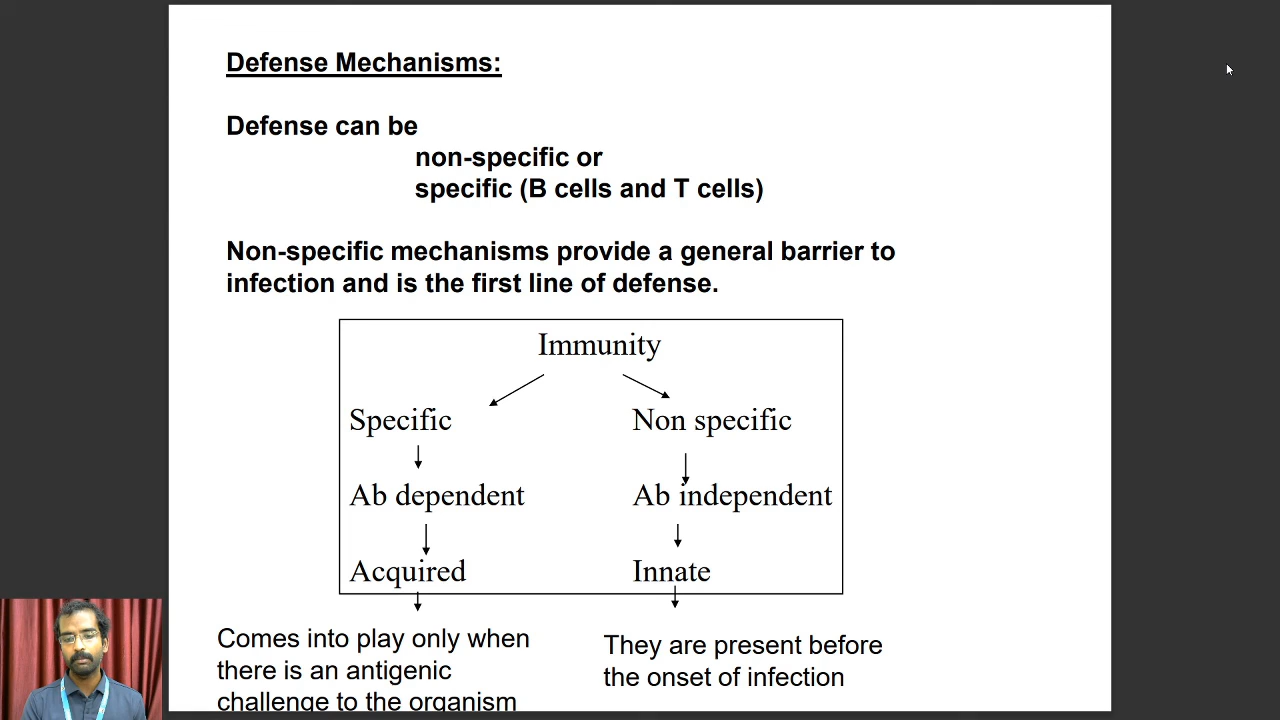 Defense Mechanisms:
Defense can be
non-specific or
specific (B cells and T cells)
Non-specific mechanisms provide a general barrier to
infection and is the first line of defense.
Immunity
Specific
Non specific
Ab dependent
Ab independent
Acquired
Innate
Comes into play only when
there is an antigenic
challenge to the organism
They are present before
the onset of infection